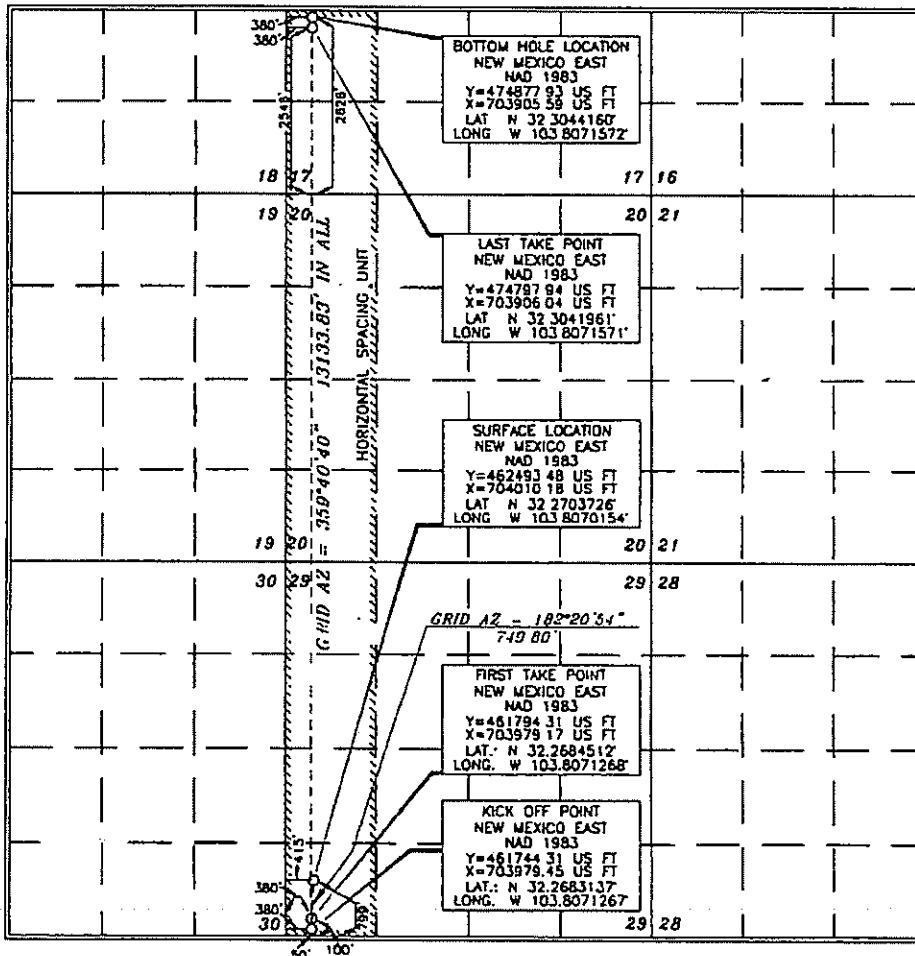 380'
380'
BOTTOM HOLE LOCATION
NEW MEXICO EAST
NAD 1983
Y=474877 93 US FT
X=703905 59 US FT
LAT N 32 3044160'
LONG W 103 8071572'
2628'
18 17
17 16
19 20
20 21
LAST TAKE POINT
NEW MEXICO EAST
NAD 1983
Y=474797 94 US FT
X=703906 04 US FT
LAT N 32 3041961'
LONG W 103 8071571'
GRID AZ = 359°40'40" 13133.83' IN ALL
HORIZONTAL SPACING UNIT
SURFACE LOCATION
NEW MEXICO EAST
NAD 1983
Y=462493 48 US FT
X=704010 18 US FT
LAT N 32 2703726'
LONG W 103 8070154'
19 20
20 21
30 29
29 28
GRID AZ - 182°20'54"
749 80'
FIRST TAKE POINT
NEW MEXICO EAST
NAD 1983
Y=461794 31 US FT
X=703979 17 US FT
LAT.: N 32.2684512'
LONG. W 103.8071268'
KICK OFF POINT
NEW MEXICO EAST
NAD 1983
Y=461744 31 US FT
X=703979.45 US FT
LAT.: N 32.2683137'
LONG. W 103.8071267'
415'
380'
380'
799'
30
29 28
50'
100'